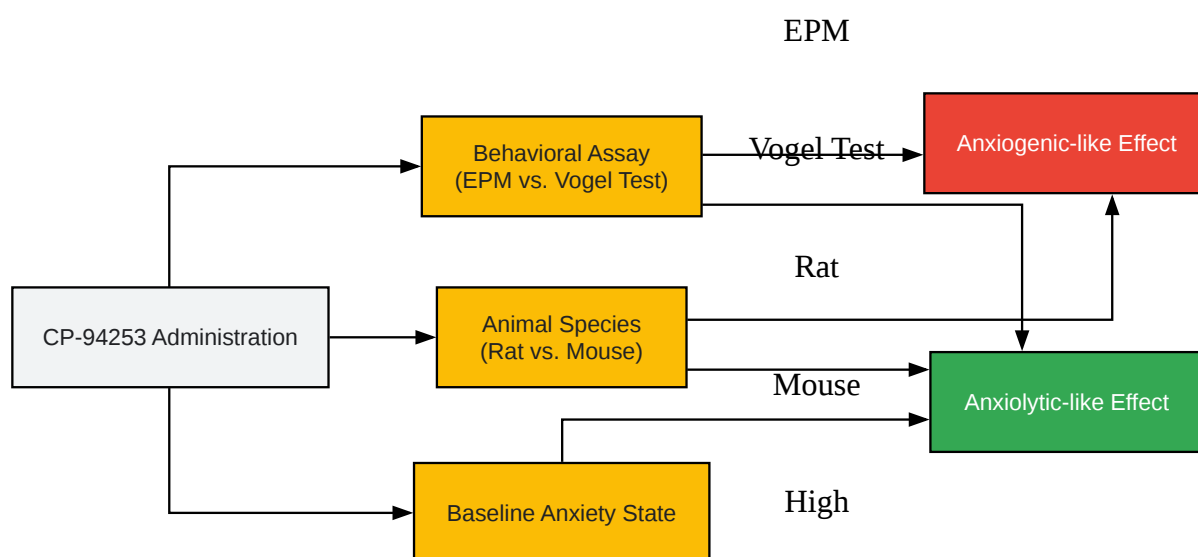 EPM
Behavioral Assay
(EPM vs. Vogel Test)
Vogel Test
Anxiogenic-like Effect
Rat
CP-94253 Administration
Animal Species
(Rat vs. Mouse)
Mouse
Anxiolytic-like Effect
Baseline Anxiety State
High